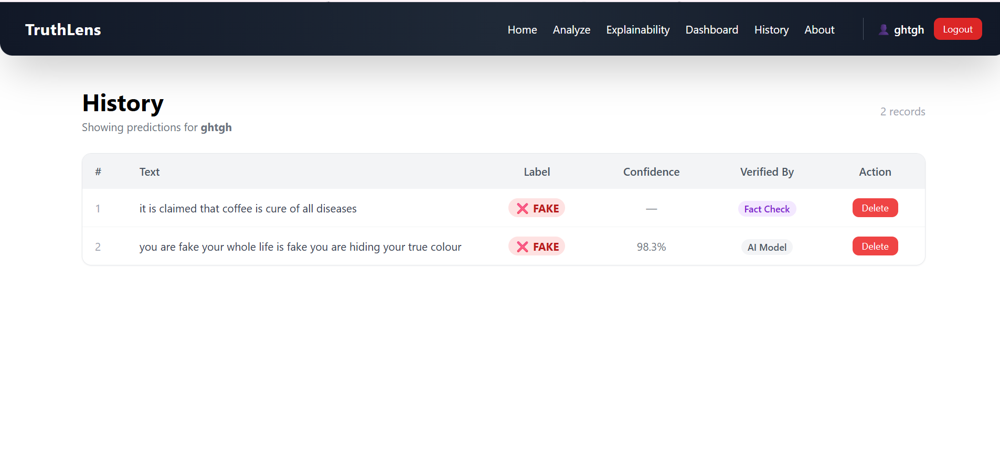 TruthLens Home Analyze Explainability Dashboard History About ghtgh Logout
History
2 records
Showing predictions for ghtgh
# Text Label Confidence Verified By Action
1 it is claimed that coffee is cure of all diseases ❌ FAKE — Fact Check Delete
2 you are fake your whole life is fake you are hiding your true colour ❌ FAKE 98.3% AI Model Delete